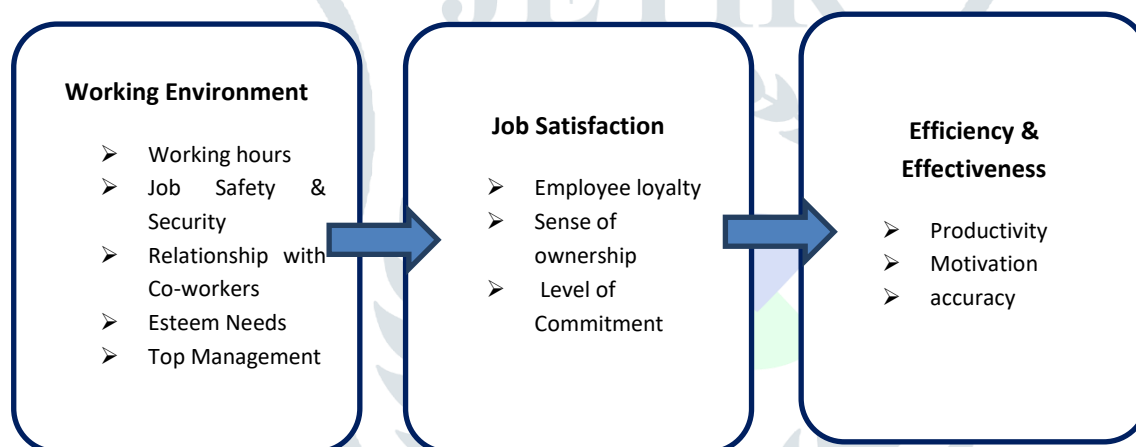 JETIR
Working Environment
➢ Working hours
➢ Job Safety &
Security
➢ Relationship with
Co-workers
➢ Esteem Needs
➢ Top Management
Job Satisfaction
➢ Employee loyalty
➢ Sense of
ownership
➢ Level of
Commitment
Efficiency &
Effectiveness
➢ Productivity
➢ Motivation
➢ accuracy